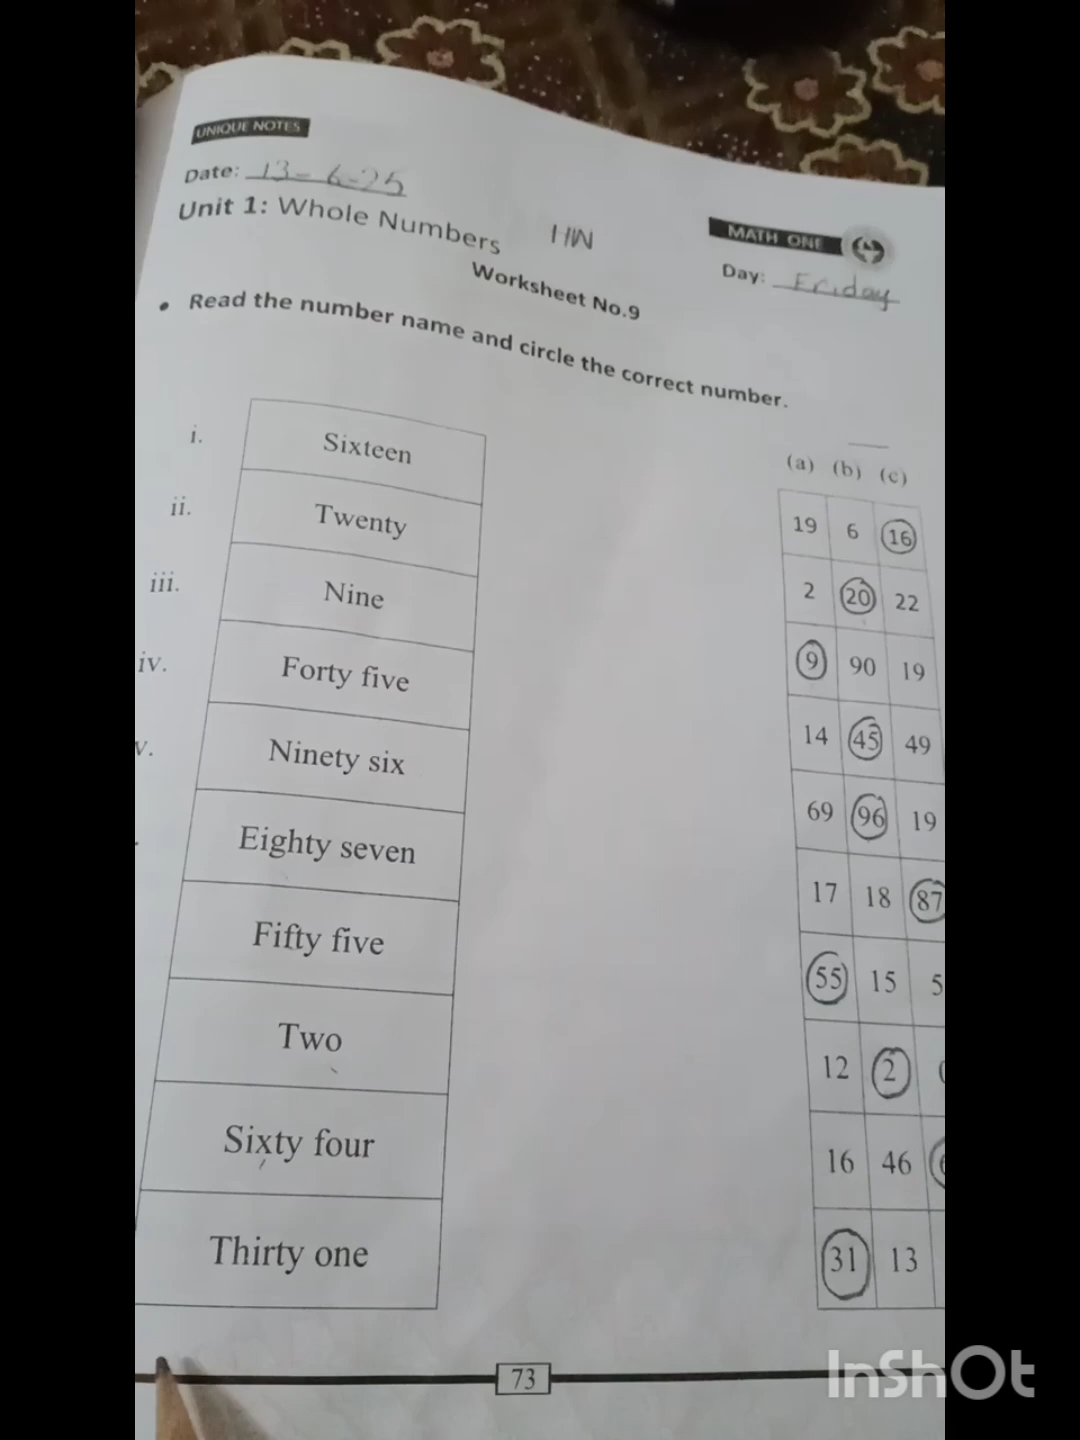 UNIQUE NOTES
Date: 13-6-25
Unit 1: Whole Numbers
HW
MATH ONE
Day: Friday
Worksheet No.9
• Read the number name and circle the correct number.
(a) (b) (c)
i. Sixteen 19 6 16
ii. Twenty 2 20 22
iii. Nine 9 90 19
iv. Forty five 14 45 49
v. Ninety six 69 96 19
Eighty seven 17 18 87
Fifty five 55 15 5
Two 12 2
Sixty four 16 46
Thirty one 31 13
73
InShOt